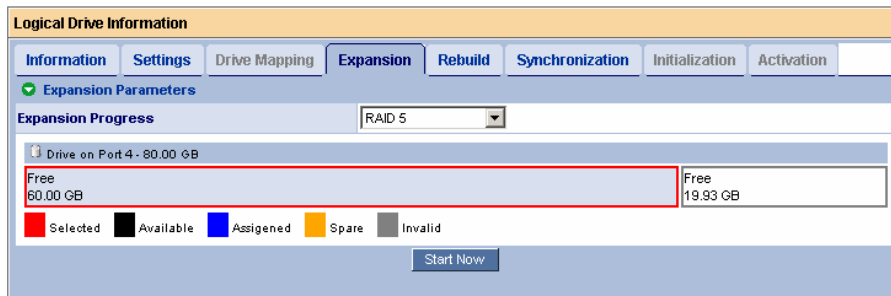 Logical Drive Information
Information Settings Drive Mapping Expansion Rebuild Synchronization Initialization Activation
Expansion Parameters
Expansion Progress RAID 5
Drive on Port 4 - 80.00 GB
Free Free
60.00 GB 19.93 GB
Selected Available Assigened Spare Invalid
Start Now